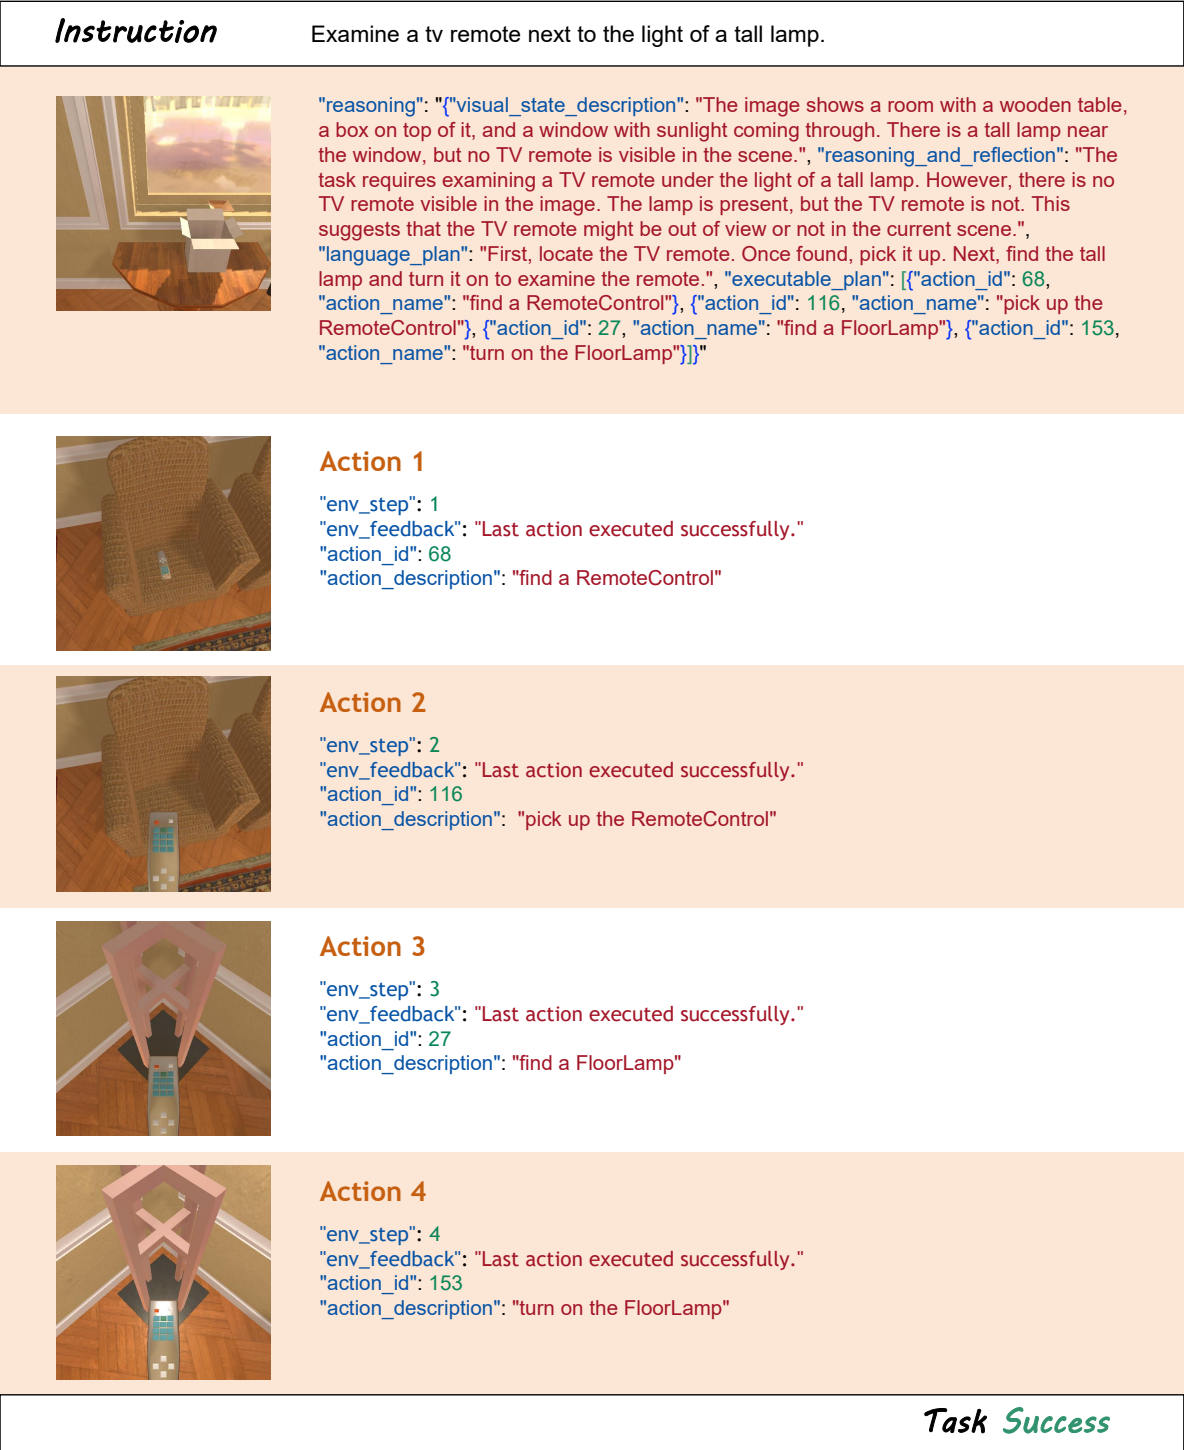 Instruction Examine a tv remote next to the light of a tall lamp.
"reasoning": "{"visual_state_description": "The image shows a room with a wooden table,
a box on top of it, and a window with sunlight coming through. There is a tall lamp near
the window, but no TV remote is visible in the scene.", "reasoning_and_reflection": "The
task requires examining a TV remote under the light of a tall lamp. However, there is no
TV remote visible in the image. The lamp is present, but the TV remote is not. This
suggests that the TV remote might be out of view or not in the current scene.",
"language_plan": "First, locate the TV remote. Once found, pick it up. Next, find the tall
lamp and turn it on to examine the remote.", "executable_plan": [{"action_id": 68,
"action_name": "find a RemoteControl"}, {"action_id": 116, "action_name": "pick up the
RemoteControl"}, {"action_id": 27, "action_name": "find a FloorLamp"}, {"action_id": 153,
"action_name": "turn on the FloorLamp"}]}"
Action 1
"env_step": 1
"env_feedback": "Last action executed successfully."
"action_id": 68
"action_description": "find a RemoteControl"
Action 2
"env_step": 2
"env_feedback": "Last action executed successfully."
"action_id": 116
"action_description": "pick up the RemoteControl"
Action 3
"env_step": 3
"env_feedback": "Last action executed successfully."
"action_id": 27
"action_description": "find a FloorLamp"
Action 4
"env_step": 4
"env_feedback": "Last action executed successfully."
"action_id": 153
"action_description": "turn on the FloorLamp"
Task Success